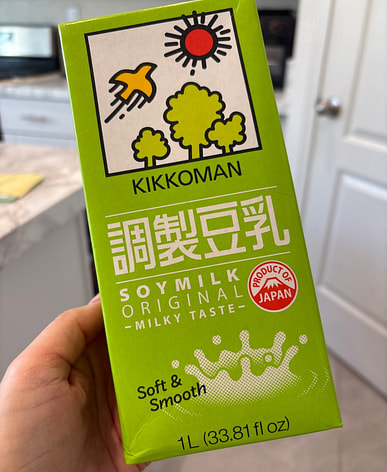 KIKKOMAN
調製豆乳
SOYMILK
ORIGINAL
-MILKY TASTE-
PRODUCT OF
JAPAN
Soft &
Smooth
1L (33.81 fl oz)